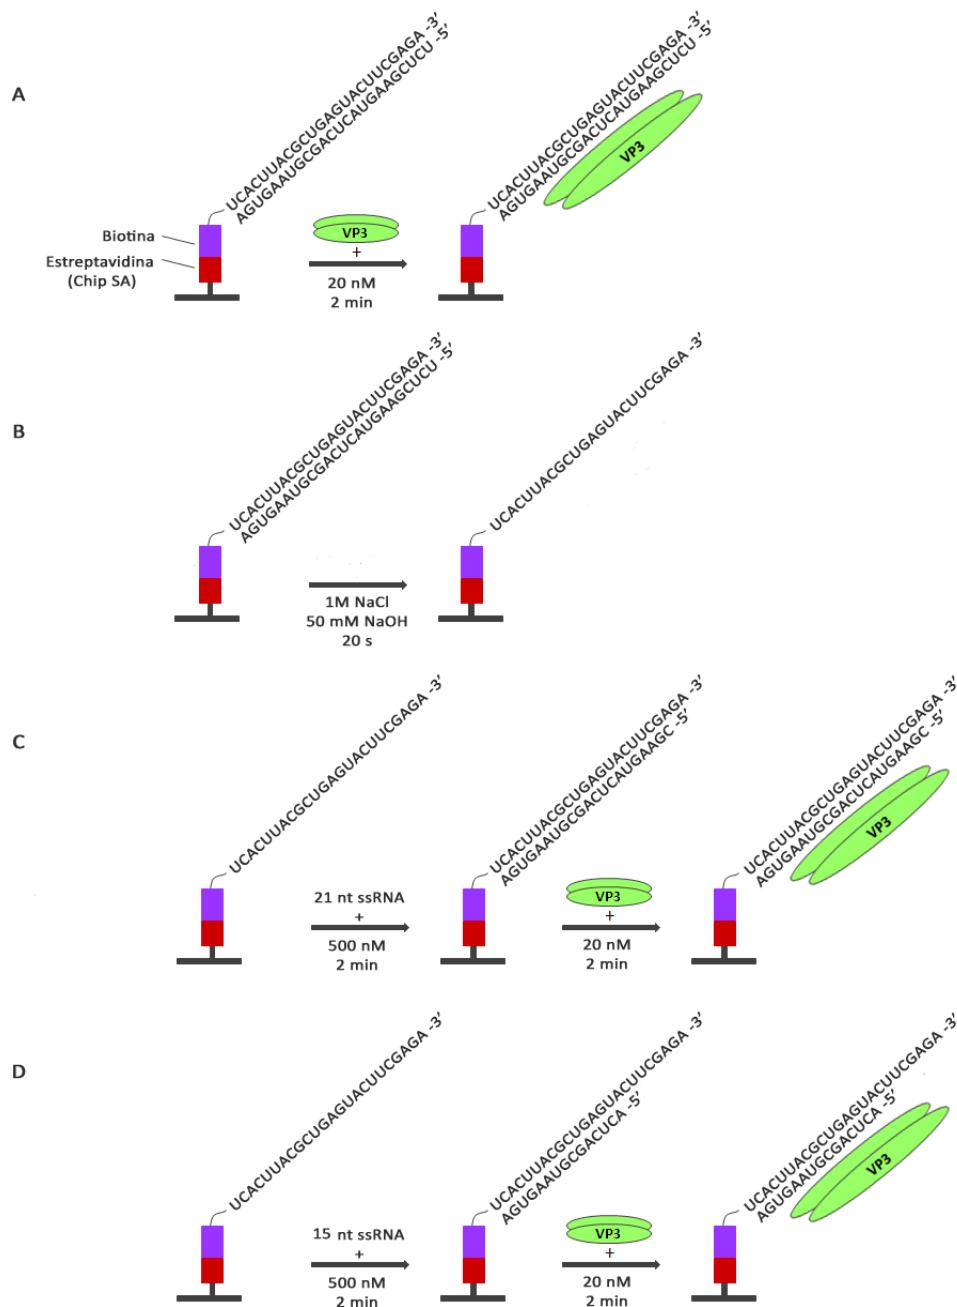 A
UCACUUACGCUGAGUACUUCGAGA -3'
AGUGAAUGCGACUCAUGAAGCUCU -5'
Biotina
Estreptavidina
(Chip SA)
VP3
+
20 nM
2 min
UCACUUACGCUGAGUACUUCGAGA -3'
AGUGAAUGCGACUCAUGAAGCUCU -5'
VP3
B
UCACUUACGCUGAGUACUUCGAGA -3'
AGUGAAUGCGACUCAUGAAGCUCU -5'
1M NaCl
50 mM NaOH
20 s
UCACUUACGCUGAGUACUUCGAGA -3'
C
UCACUUACGCUGAGUACUUCGAGA -3'
21 nt ssRNA
+
500 nM
2 min
UCACUUACGCUGAGUACUUCGAGA -3'
AGUGAAUGCGACUCAUGAAGC -5'
VP3
+
20 nM
2 min
UCACUUACGCUGAGUACUUCGAGA -3'
AGUGAAUGCGACUCAUGAAGC -5'
VP3
D
UCACUUACGCUGAGUACUUCGAGA -3'
15 nt ssRNA
+
500 nM
2 min
UCACUUACGCUGAGUACUUCGAGA -3'
AGUGAAUGCGACUCA -5'
VP3
+
20 nM
2 min
UCACUUACGCUGAGUACUUCGAGA -3'
AGUGAAUGCGACUCA -5'
VP3